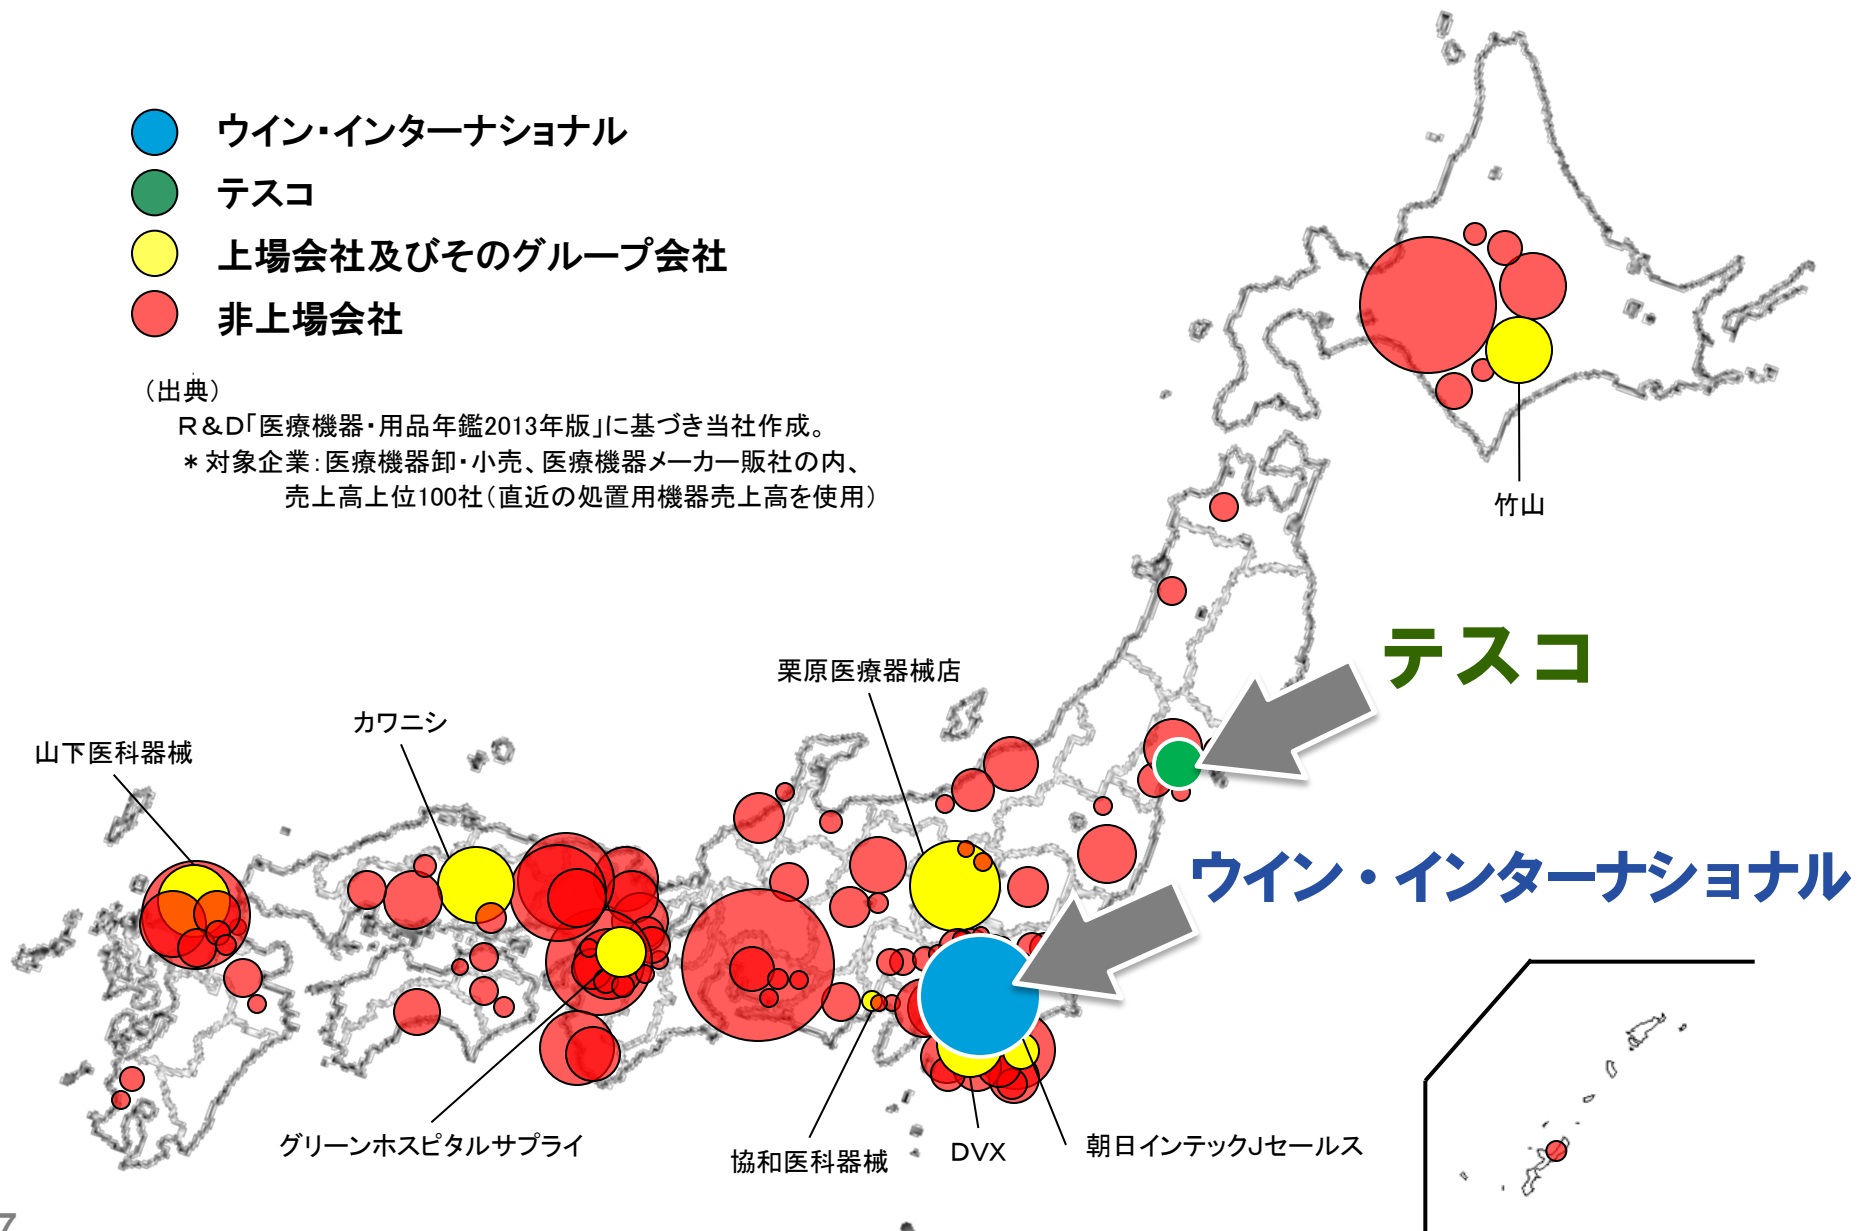 ウイン・インターナショナル
テスコ
上場会社及びそのグループ会社
非上場会社
（出典）
R＆D「医療機器・用品年鑑2013年版」に基づき当社作成。
＊対象企業：医療機器卸・小売、医療機器メーカー販社の内、
売上高上位100社（直近の処置用機器売上高を使用）
竹山
テスコ
栗原医療器械店
カワニシ
山下医科器械
ウイン・インターナショナル
グリーンホスピタルサプライ
協和医科器械
DVX
朝日インテックJセールス
7